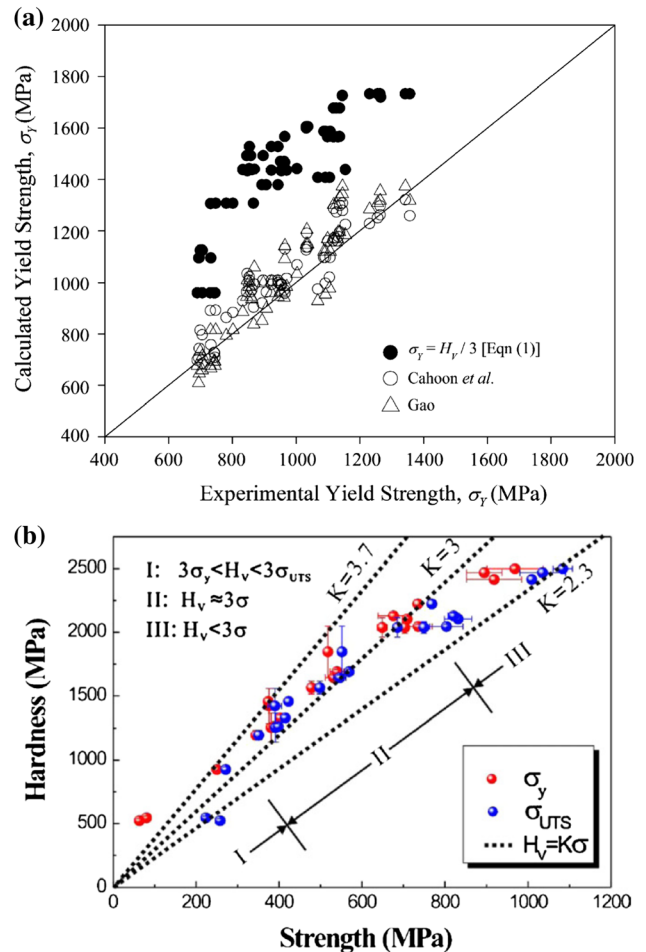 (a)
2000
1800
1600
1400
1200
1000
800
600
400
Calculated Yield Strength, σY (MPa)
σY = HV / 3 [Eqn (1)]
Cahoon et al.
Gao
400 600 800 1000 1200 1400 1600 1800 2000
Experimental Yield Strength, σY (MPa)
(b)
2500
2000
1500
1000
500
0
Hardness (MPa)
I: 3σy<Hv<3σUTS
II: Hv≈3σ
III: Hv<3σ
K=3.7
K=3
K=2.3
I
II
III
σy
σUTS
Hv=Kσ
0 200 400 600 800 1000 1200
Strength (MPa)